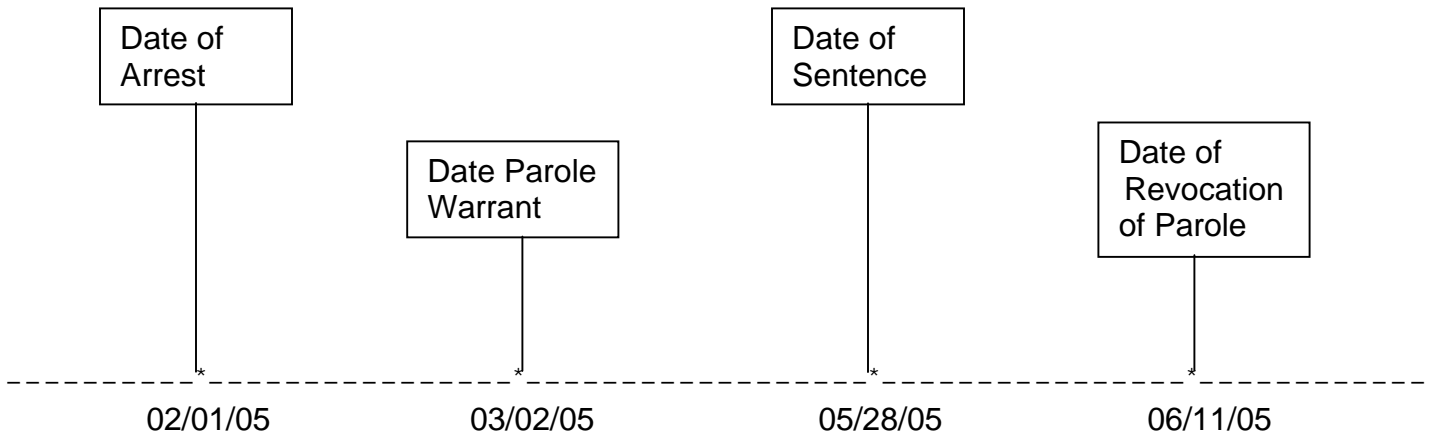 Date of
Arrest
Date of
Sentence
Date Parole
Warrant
Date of
Revocation
of Parole
02/01/05
03/02/05
05/28/05
06/11/05